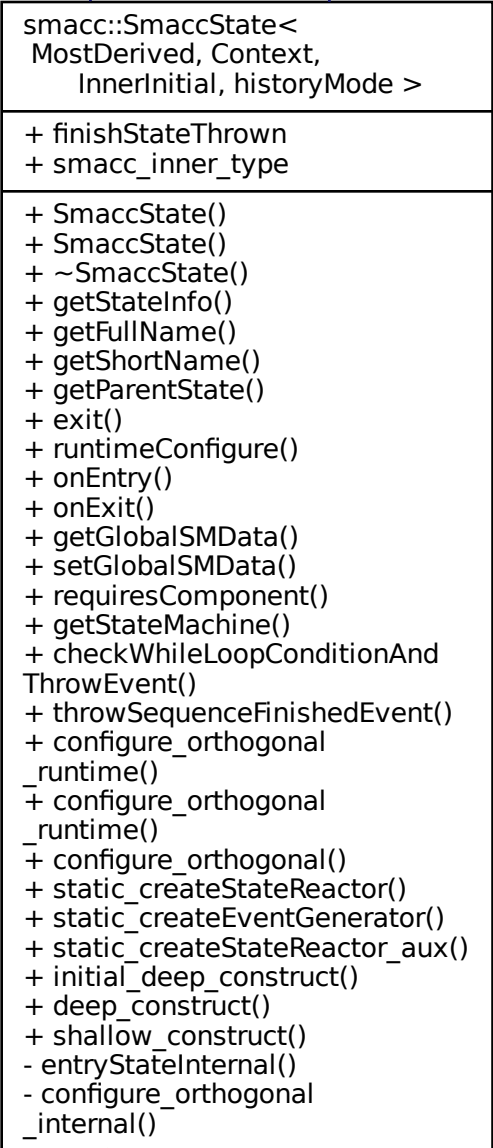 smacc::SmaccState<
MostDerived, Context,
InnerInitial, historyMode >
+ finishStateThrown
+ smacc_inner_type
+ SmaccState()
+ SmaccState()
+ ~SmaccState()
+ getStateInfo()
+ getFullName()
+ getShortName()
+ getParentState()
+ exit()
+ runtimeConfigure()
+ onEntry()
+ onExit()
+ getGlobalSMData()
+ setGlobalSMData()
+ requiresComponent()
+ getStateMachine()
+ checkWhileLoopConditionAnd
ThrowEvent()
+ throwSequenceFinishedEvent()
+ configure_orthogonal
_runtime()
+ configure_orthogonal
_runtime()
+ configure_orthogonal()
+ static_createStateReactor()
+ static_createEventGenerator()
+ static_createStateReactor_aux()
+ initial_deep_construct()
+ deep_construct()
+ shallow_construct()
- entryStateInternal()
- configure_orthogonal
_internal()